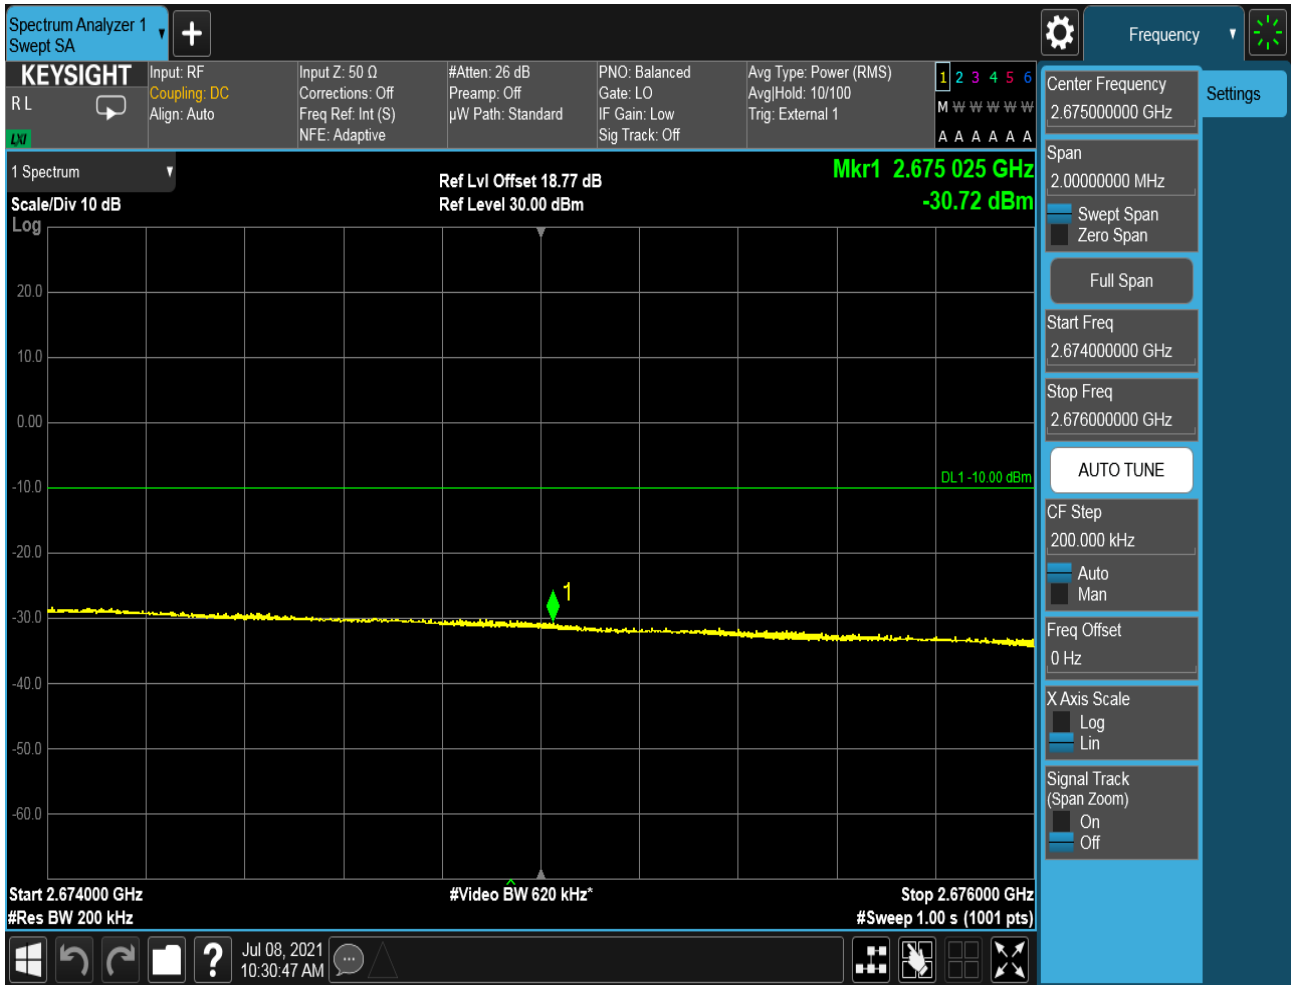 Spectrum Analyzer 1
Swept SA
Frequency
KEYSIGHT
R L
LXI
Input: RF
Coupling: DC
Align: Auto
Input Z: 50 Ω
Corrections: Off
Freq Ref: Int (S)
NFE: Adaptive
#Atten: 26 dB
Preamp: Off
µW Path: Standard
PNO: Balanced
Gate: LO
IF Gain: Low
Sig Track: Off
Avg Type: Power (RMS)
Avg|Hold: 10/100
Trig: External 1
1 2 3 4 5 6
M W W W W W
A A A A A A
1 Spectrum
Scale/Div 10 dB
Log
Ref Lvl Offset 18.77 dB
Ref Level 30.00 dBm
Mkr1 2.675 025 GHz
-30.72 dBm
20.0
10.0
0.00
-10.0
-20.0
-30.0
-40.0
-50.0
-60.0
DL1 -10.00 dBm
1
Start 2.674000 GHz
#Res BW 200 kHz
#Video BW 620 kHz*
Stop 2.676000 GHz
#Sweep 1.00 s (1001 pts)
Jul 08, 2021
10:30:47 AM
Settings
Center Frequency
2.675000000 GHz
Span
2.00000000 MHz
Swept Span
Zero Span
Full Span
Start Freq
2.674000000 GHz
Stop Freq
2.676000000 GHz
AUTO TUNE
CF Step
200.000 kHz
Auto
Man
Freq Offset
0 Hz
X Axis Scale
Log
Lin
Signal Track
(Span Zoom)
On
Off